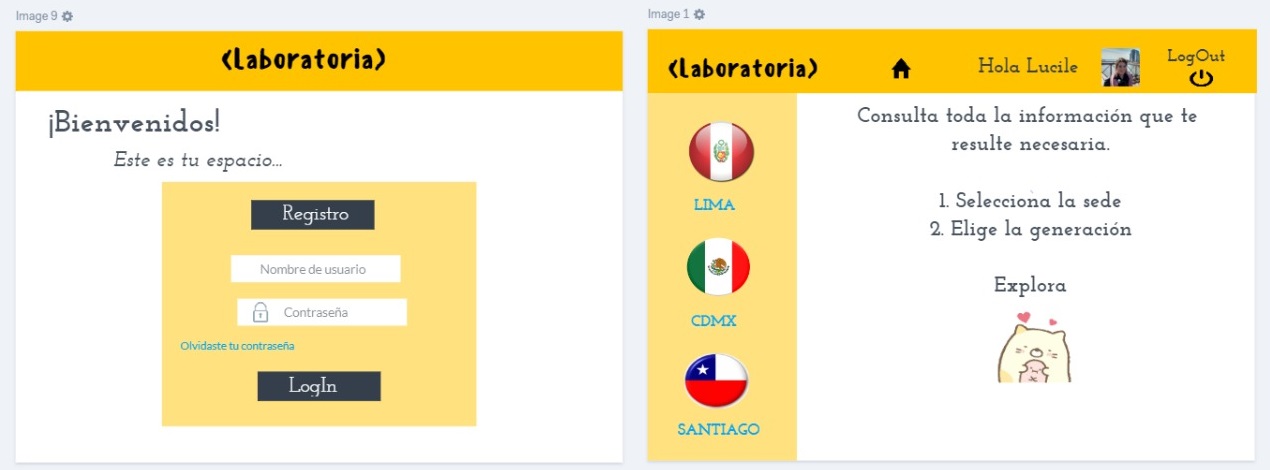 Image 9
<Laboratoria>
¡Bienvenidos!
Este es tu espacio...
Registro
Nombre de usuario
Contraseña
Olvidaste tu contraseña
LogIn
Image 1
<Laboratoria>
Hola Lucile
LogOut
LIMA
CDMX
SANTIAGO
Consulta toda la información que te
resulte necesaria.
1. Selecciona la sede
2. Elige la generación
Explora